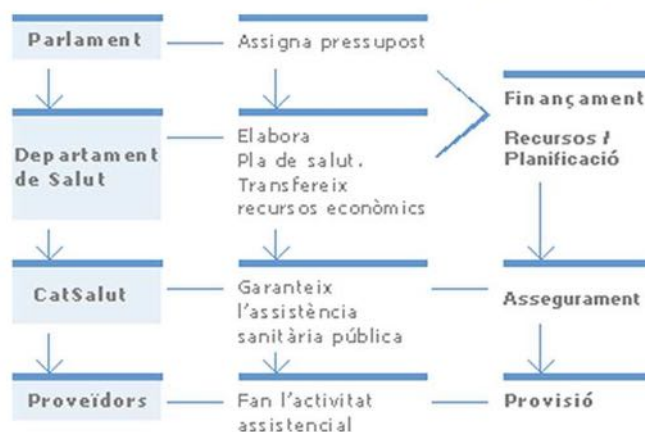 Parlament
Assigna pressupost
Finançament
Recursos /
Planificació
Departament
de Salut
Elabora
Pla de salut.
Transfereix
recursos econòmics
CatSalut
Garanteix
l'assistència
sanitària pública
Assegurament
Proveïdors
Fan l'activitat
assistencial
Provisió